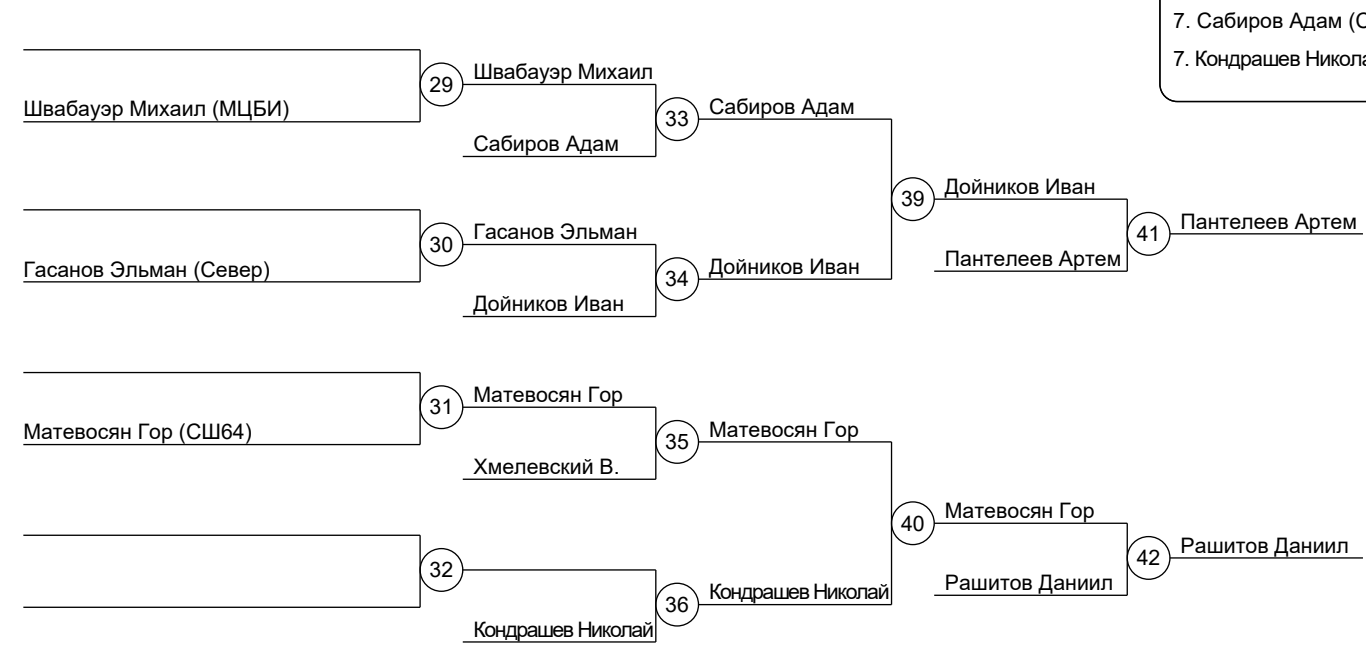 7. Сабиров Адам (С
7. Кондрашев Никола
Швабауэр Михаил (МЦБИ)
29
Швабауэр Михаил
Сабиров Адам
33
Сабиров Адам
Гасанов Эльман (Север)
30
Гасанов Эльман
Дойников Иван
34
Дойников Иван
39
Дойников Иван
Пантелеев Артем
41
Пантелеев Артем
Матевосян Гор (СШ64)
31
Матевосян Гор
Хмелевский В.
35
Матевосян Гор
32
Кондрашев Николай
36
Кондрашев Николай
40
Матевосян Гор
Рашитов Даниил
42
Рашитов Даниил